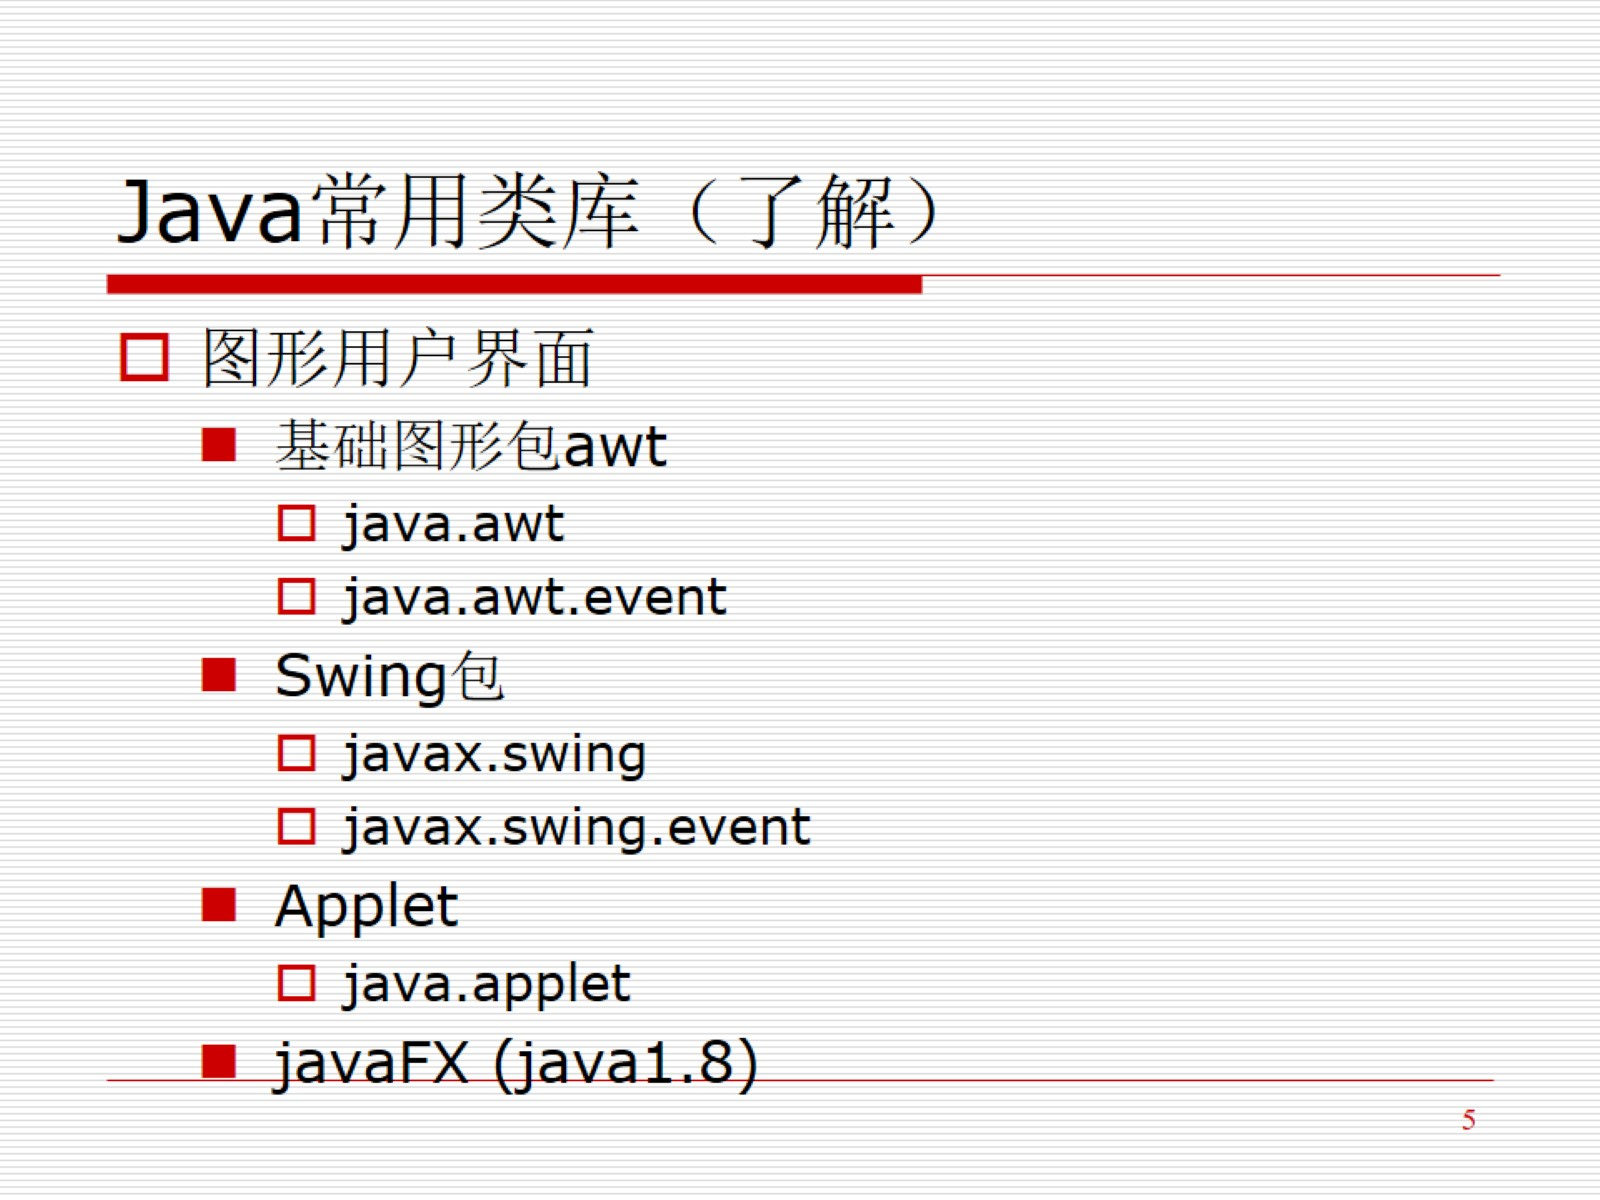 Java常用类库（了解）
图形用户界面
基础图形包awt
java.awt
java.awt.event
Swing包
javax.swing
javax.swing.event
Applet
java.applet
javaFX (java1.8)
5